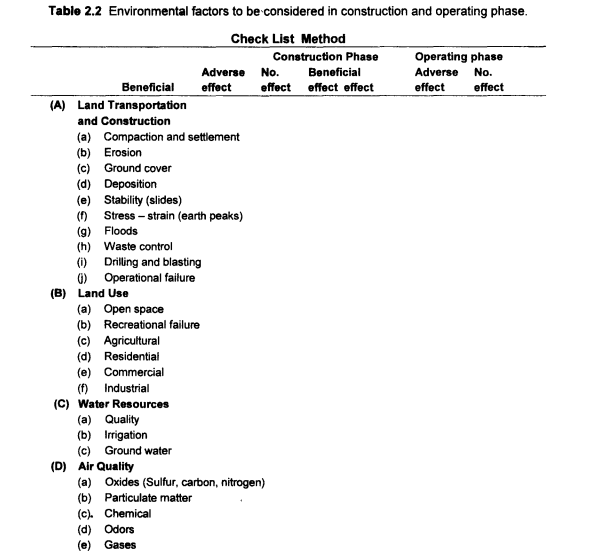 Table 2.2 Environmental factors to be considered in construction and operating phase.
Check List Method
Construction Phase Operating phase
Adverse No. Beneficial Adverse No.
Beneficial effect effect effect effect effect effect
(A) Land Transportation
and Construction
(a) Compaction and settlement
(b) Erosion
(c) Ground cover
(d) Deposition
(e) Stability (slides)
(f) Stress – strain (earth peaks)
(g) Floods
(h) Waste control
(i) Drilling and blasting
(j) Operational failure
(B) Land Use
(a) Open space
(b) Recreational failure
(c) Agricultural
(d) Residential
(e) Commercial
(f) Industrial
(C) Water Resources
(a) Quality
(b) Irrigation
(c) Ground water
(D) Air Quality
(a) Oxides (Sulfur, carbon, nitrogen)
(b) Particulate matter
(c). Chemical
(d) Odors
(e) Gases